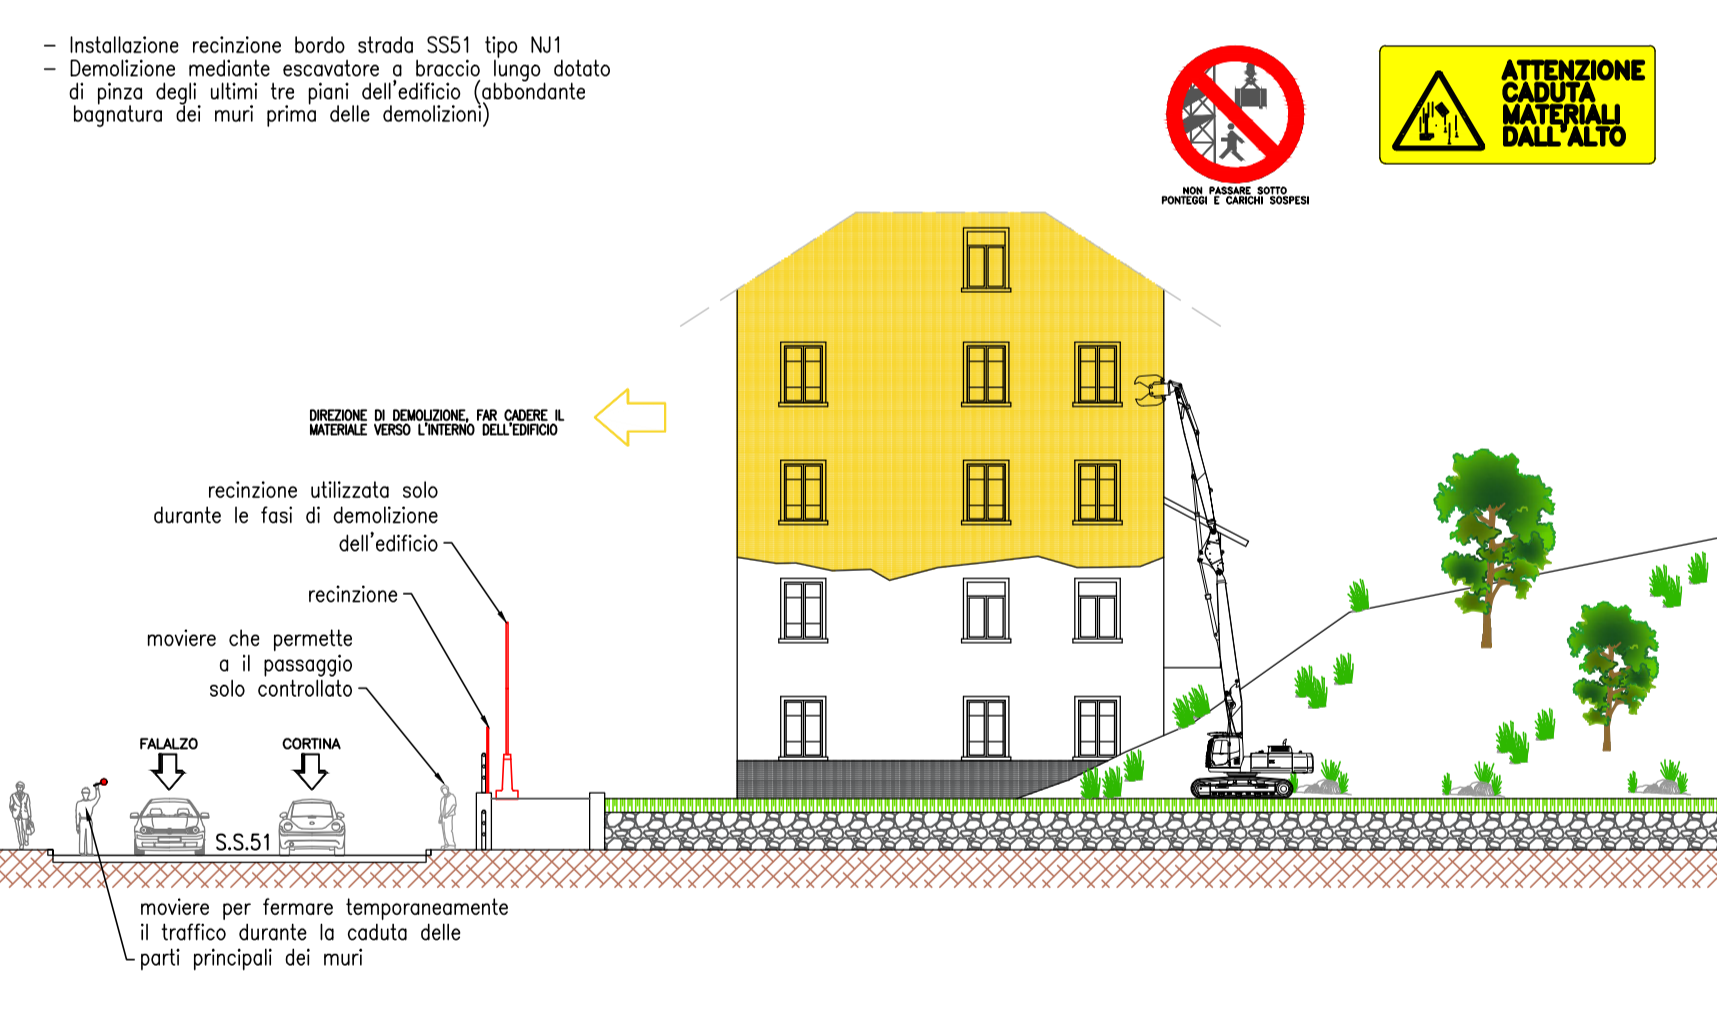 – Installazione recinzione bordo strada SS51 tipo NJ1
– Demolizione mediante escavatore a braccio lungo dotato
di pinza degli ultimi tre piani dell'edificio (abbondante
bagnatura dei muri prima delle demolizioni)
NON PASSARE SOTTO
PONTEGGI E CARICHI SOSPESI
ATTENZIONE
CADUTA
MATERIALI
DALL'ALTO
DIREZIONE DI DEMOLIZIONE, FAR CADERE IL
MATERIALE VERSO L'INTERNO DELL'EDIFICIO
recinzione utilizzata solo
durante le fasi di demolizione
dell'edificio
recinzione
moviere che permette
a il passaggio
solo controllato
FALALZO
CORTINA
S.S.51
moviere per fermare temporaneamente
il traffico durante la caduta delle
parti principali dei muri